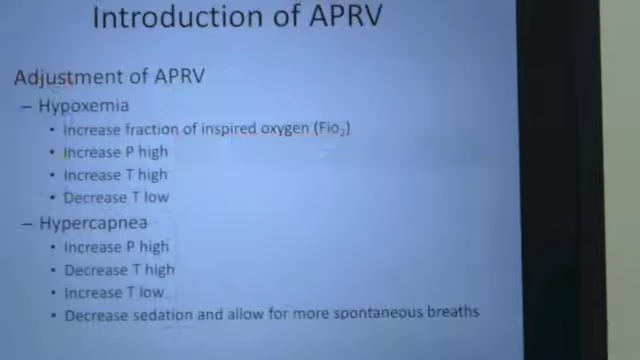 Introduction of APRV
Adjustment of APRV
– Hypoxemia
• Increase fraction of inspired oxygen (Fio₂)
• Increase P high
• Increase T high
• Decrease T low
– Hypercapnea
• Increase P high
• Decrease T high
• Increase T low
• Decrease sedation and allow for more spontaneous breaths